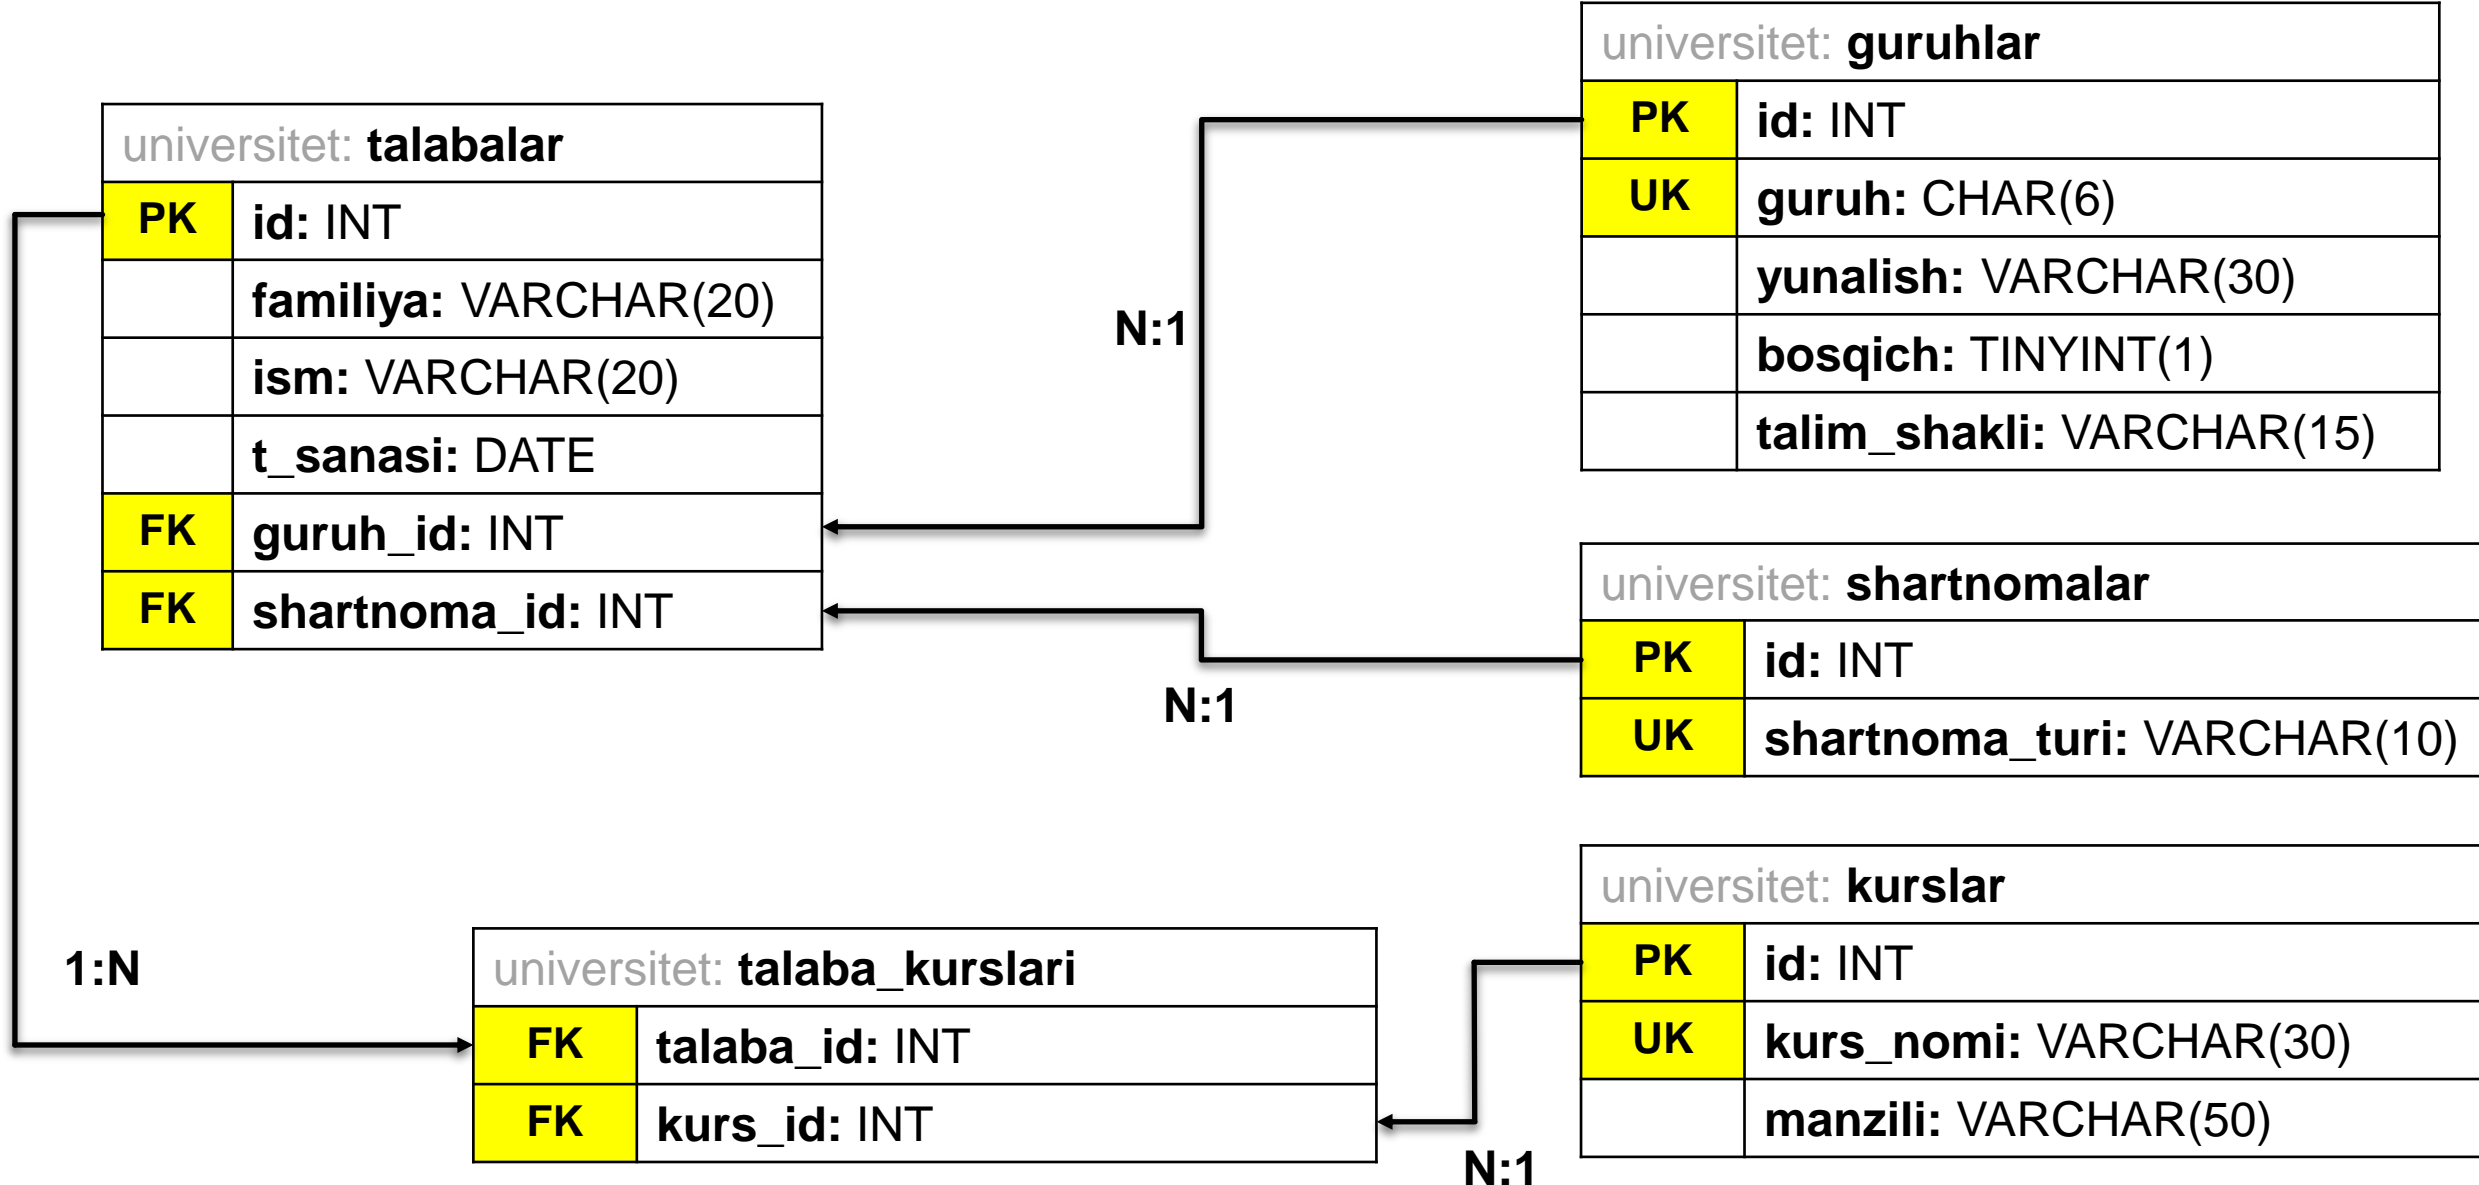 universitet: talabalar
PK id: INT
familiya: VARCHAR(20)
ism: VARCHAR(20)
t_sanasi: DATE
FK guruh_id: INT
FK shartnoma_id: INT
N:1
universitet: guruhlar
PK id: INT
UK guruh: CHAR(6)
yunalish: VARCHAR(30)
bosqich: TINYINT(1)
talim_shakli: VARCHAR(15)
N:1
universitet: shartnomalar
PK id: INT
UK shartnoma_turi: VARCHAR(10)
1:N
universitet: talaba_kurslari
FK talaba_id: INT
FK kurs_id: INT
N:1
universitet: kurslar
PK id: INT
UK kurs_nomi: VARCHAR(30)
manzili: VARCHAR(50)